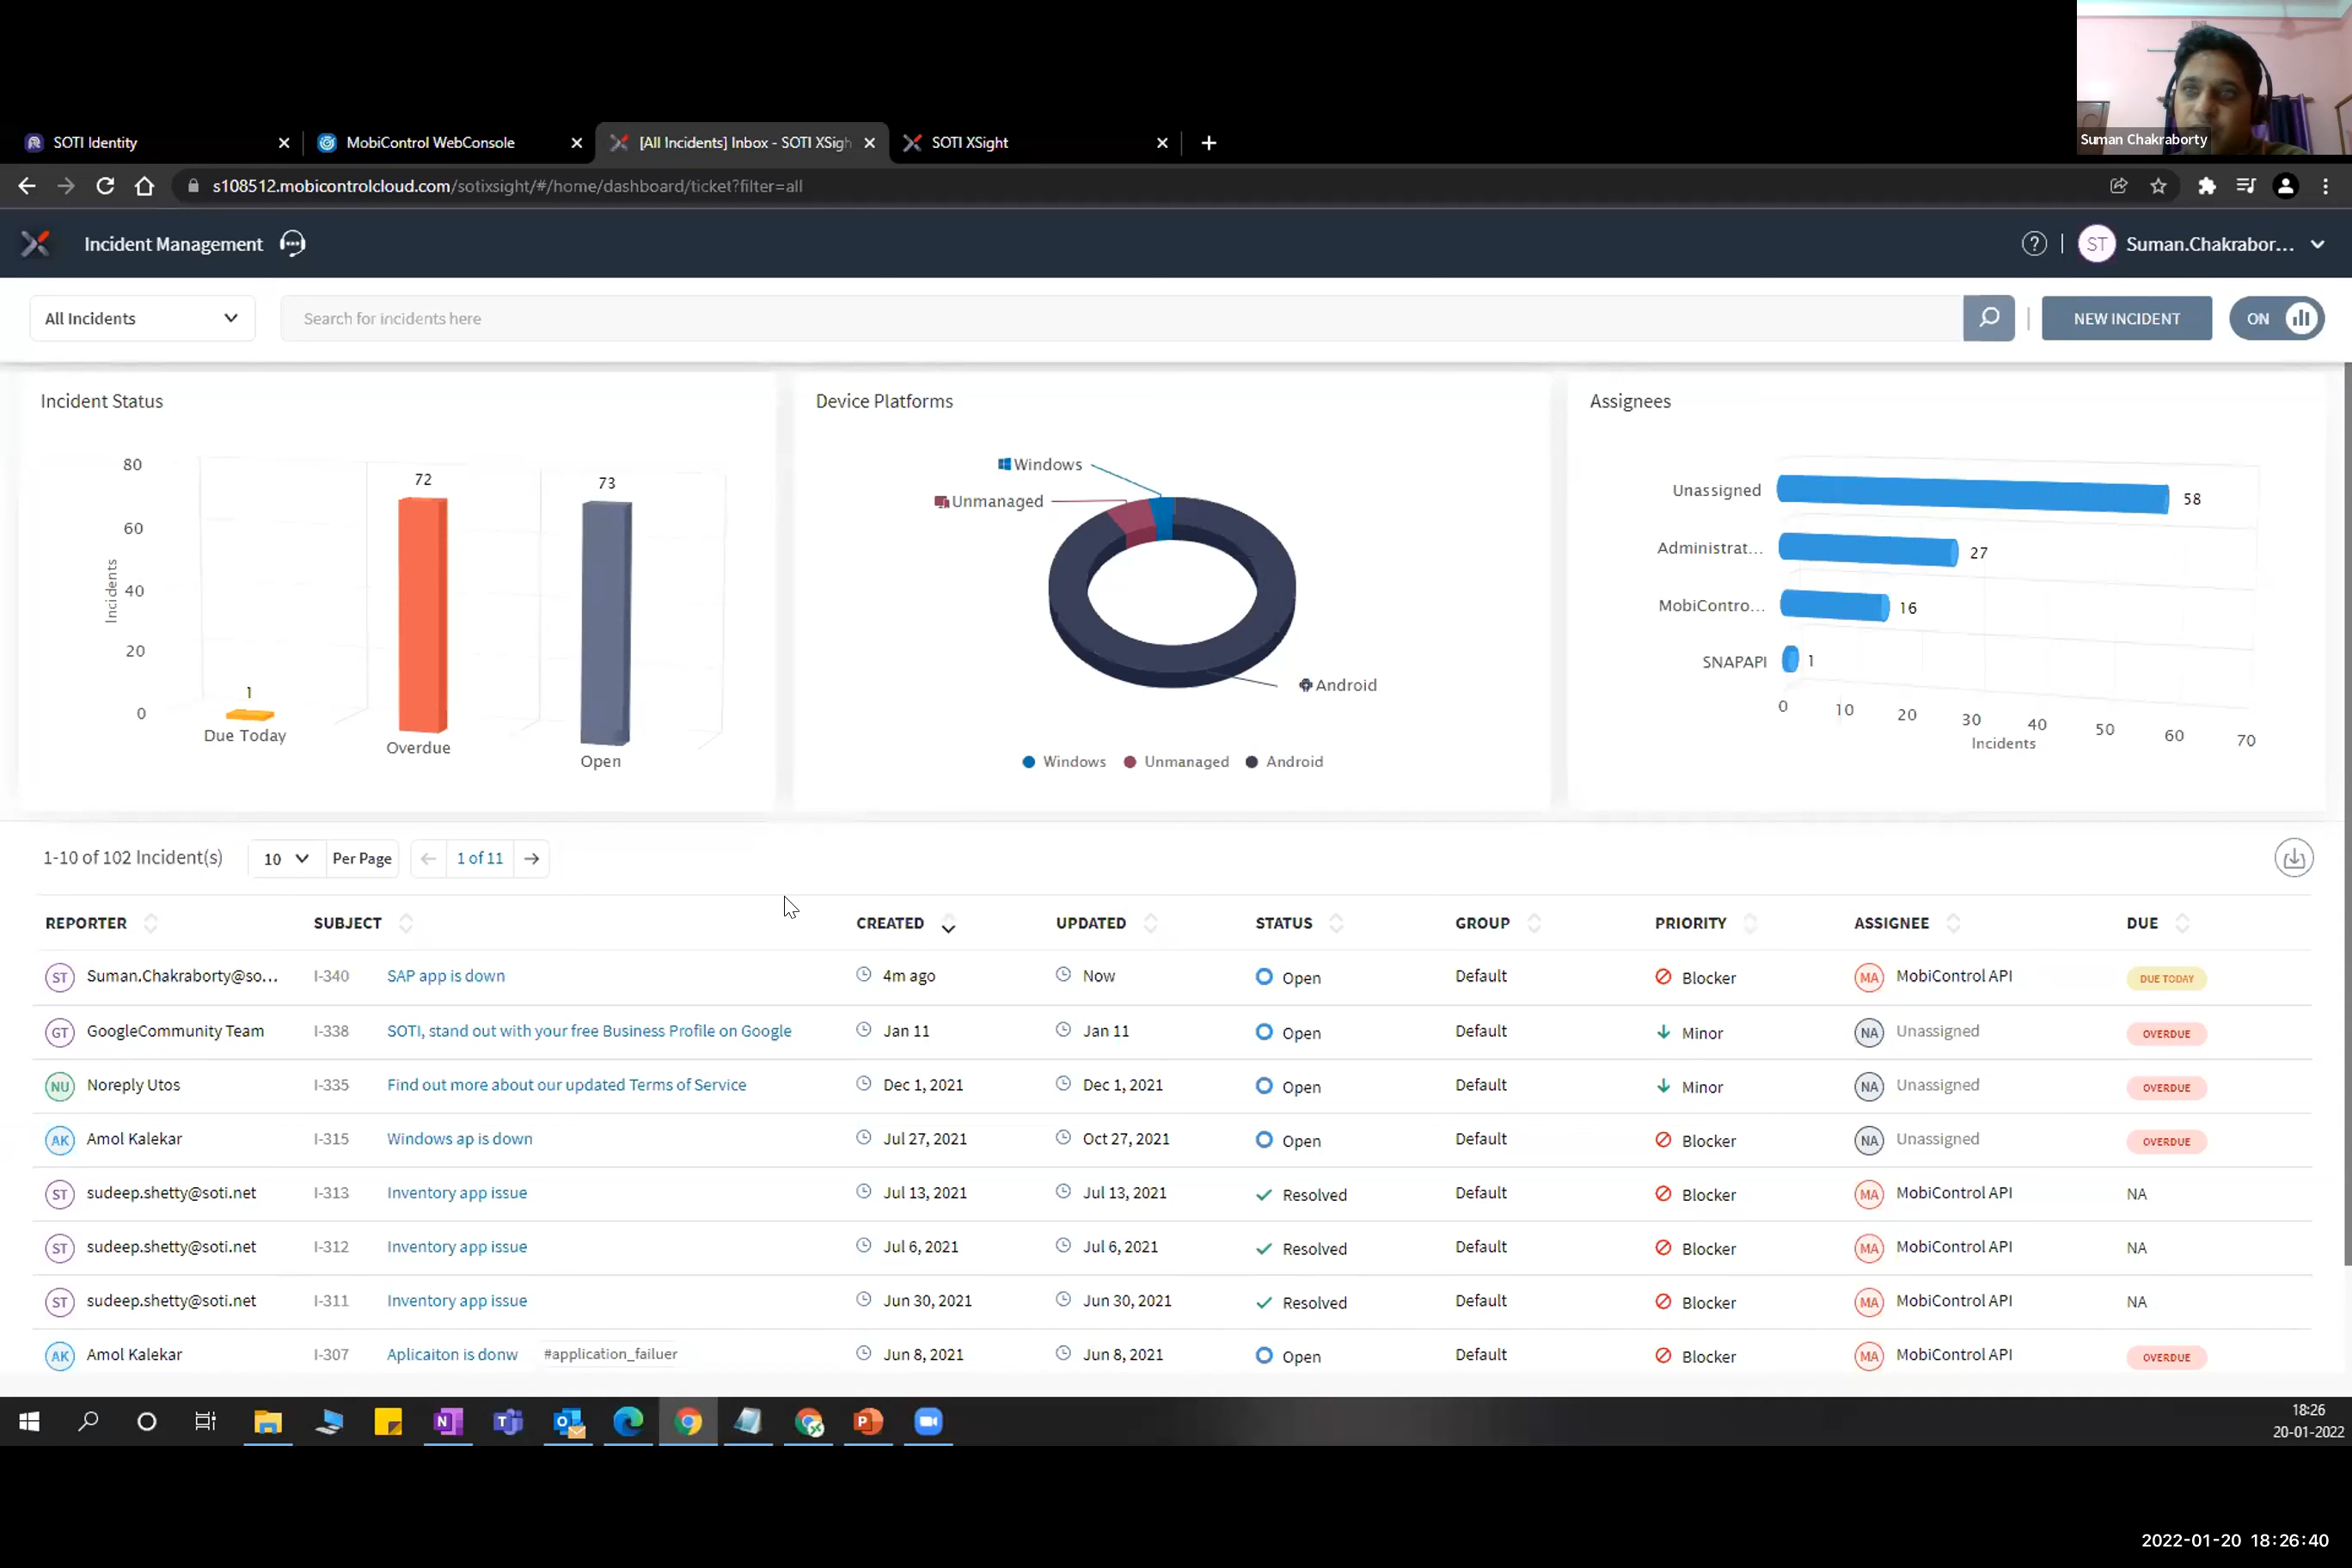 Suman Chakraborty
SOTI Identity
MobiControl WebConsole
[All Incidents] Inbox - SOTI XSigh
SOTI XSight
s108512.mobicontrolcloud.com/sotixsight/#/home/dashboard/ticket?filter=all
Incident Management
ST Suman.Chakrabor...
All Incidents
Search for incidents here
NEW INCIDENT
ON
Incident Status
80
60
40
20
0
Incidents
1
72
73
Due Today
Overdue
Open
Device Platforms
Windows
Unmanaged
Android
Windows Unmanaged Android
Assignees
Unassigned 58
Administrat... 27
MobiContro... 16
SNAPAPI 1
0 10 20 30 40 50 60 70
Incidents
1-10 of 102 Incident(s) 10 Per Page 1 of 11
REPORTER SUBJECT CREATED UPDATED STATUS GROUP PRIORITY ASSIGNEE DUE
ST Suman.Chakraborty@so... I-340 SAP app is down 4m ago Now Open Default Blocker MA MobiControl API DUE TODAY
GT GoogleCommunity Team I-338 SOTI, stand out with your free Business Profile on Google Jan 11 Jan 11 Open Default Minor NA Unassigned OVERDUE
NU Noreply Utos I-335 Find out more about our updated Terms of Service Dec 1, 2021 Dec 1, 2021 Open Default Minor NA Unassigned OVERDUE
AK Amol Kalekar I-315 Windows ap is down Jul 27, 2021 Oct 27, 2021 Open Default Blocker NA Unassigned OVERDUE
ST sudeep.shetty@soti.net I-313 Inventory app issue Jul 13, 2021 Jul 13, 2021 Resolved Default Blocker MA MobiControl API NA
ST sudeep.shetty@soti.net I-312 Inventory app issue Jul 6, 2021 Jul 6, 2021 Resolved Default Blocker MA MobiControl API NA
ST sudeep.shetty@soti.net I-311 Inventory app issue Jun 30, 2021 Jun 30, 2021 Resolved Default Blocker MA MobiControl API NA
AK Amol Kalekar I-307 Aplicaiton is donw #application_failuer Jun 8, 2021 Jun 8, 2021 Open Default Blocker MA MobiControl API OVERDUE
18:26
20-01-2022
2022-01-20 18:26:40